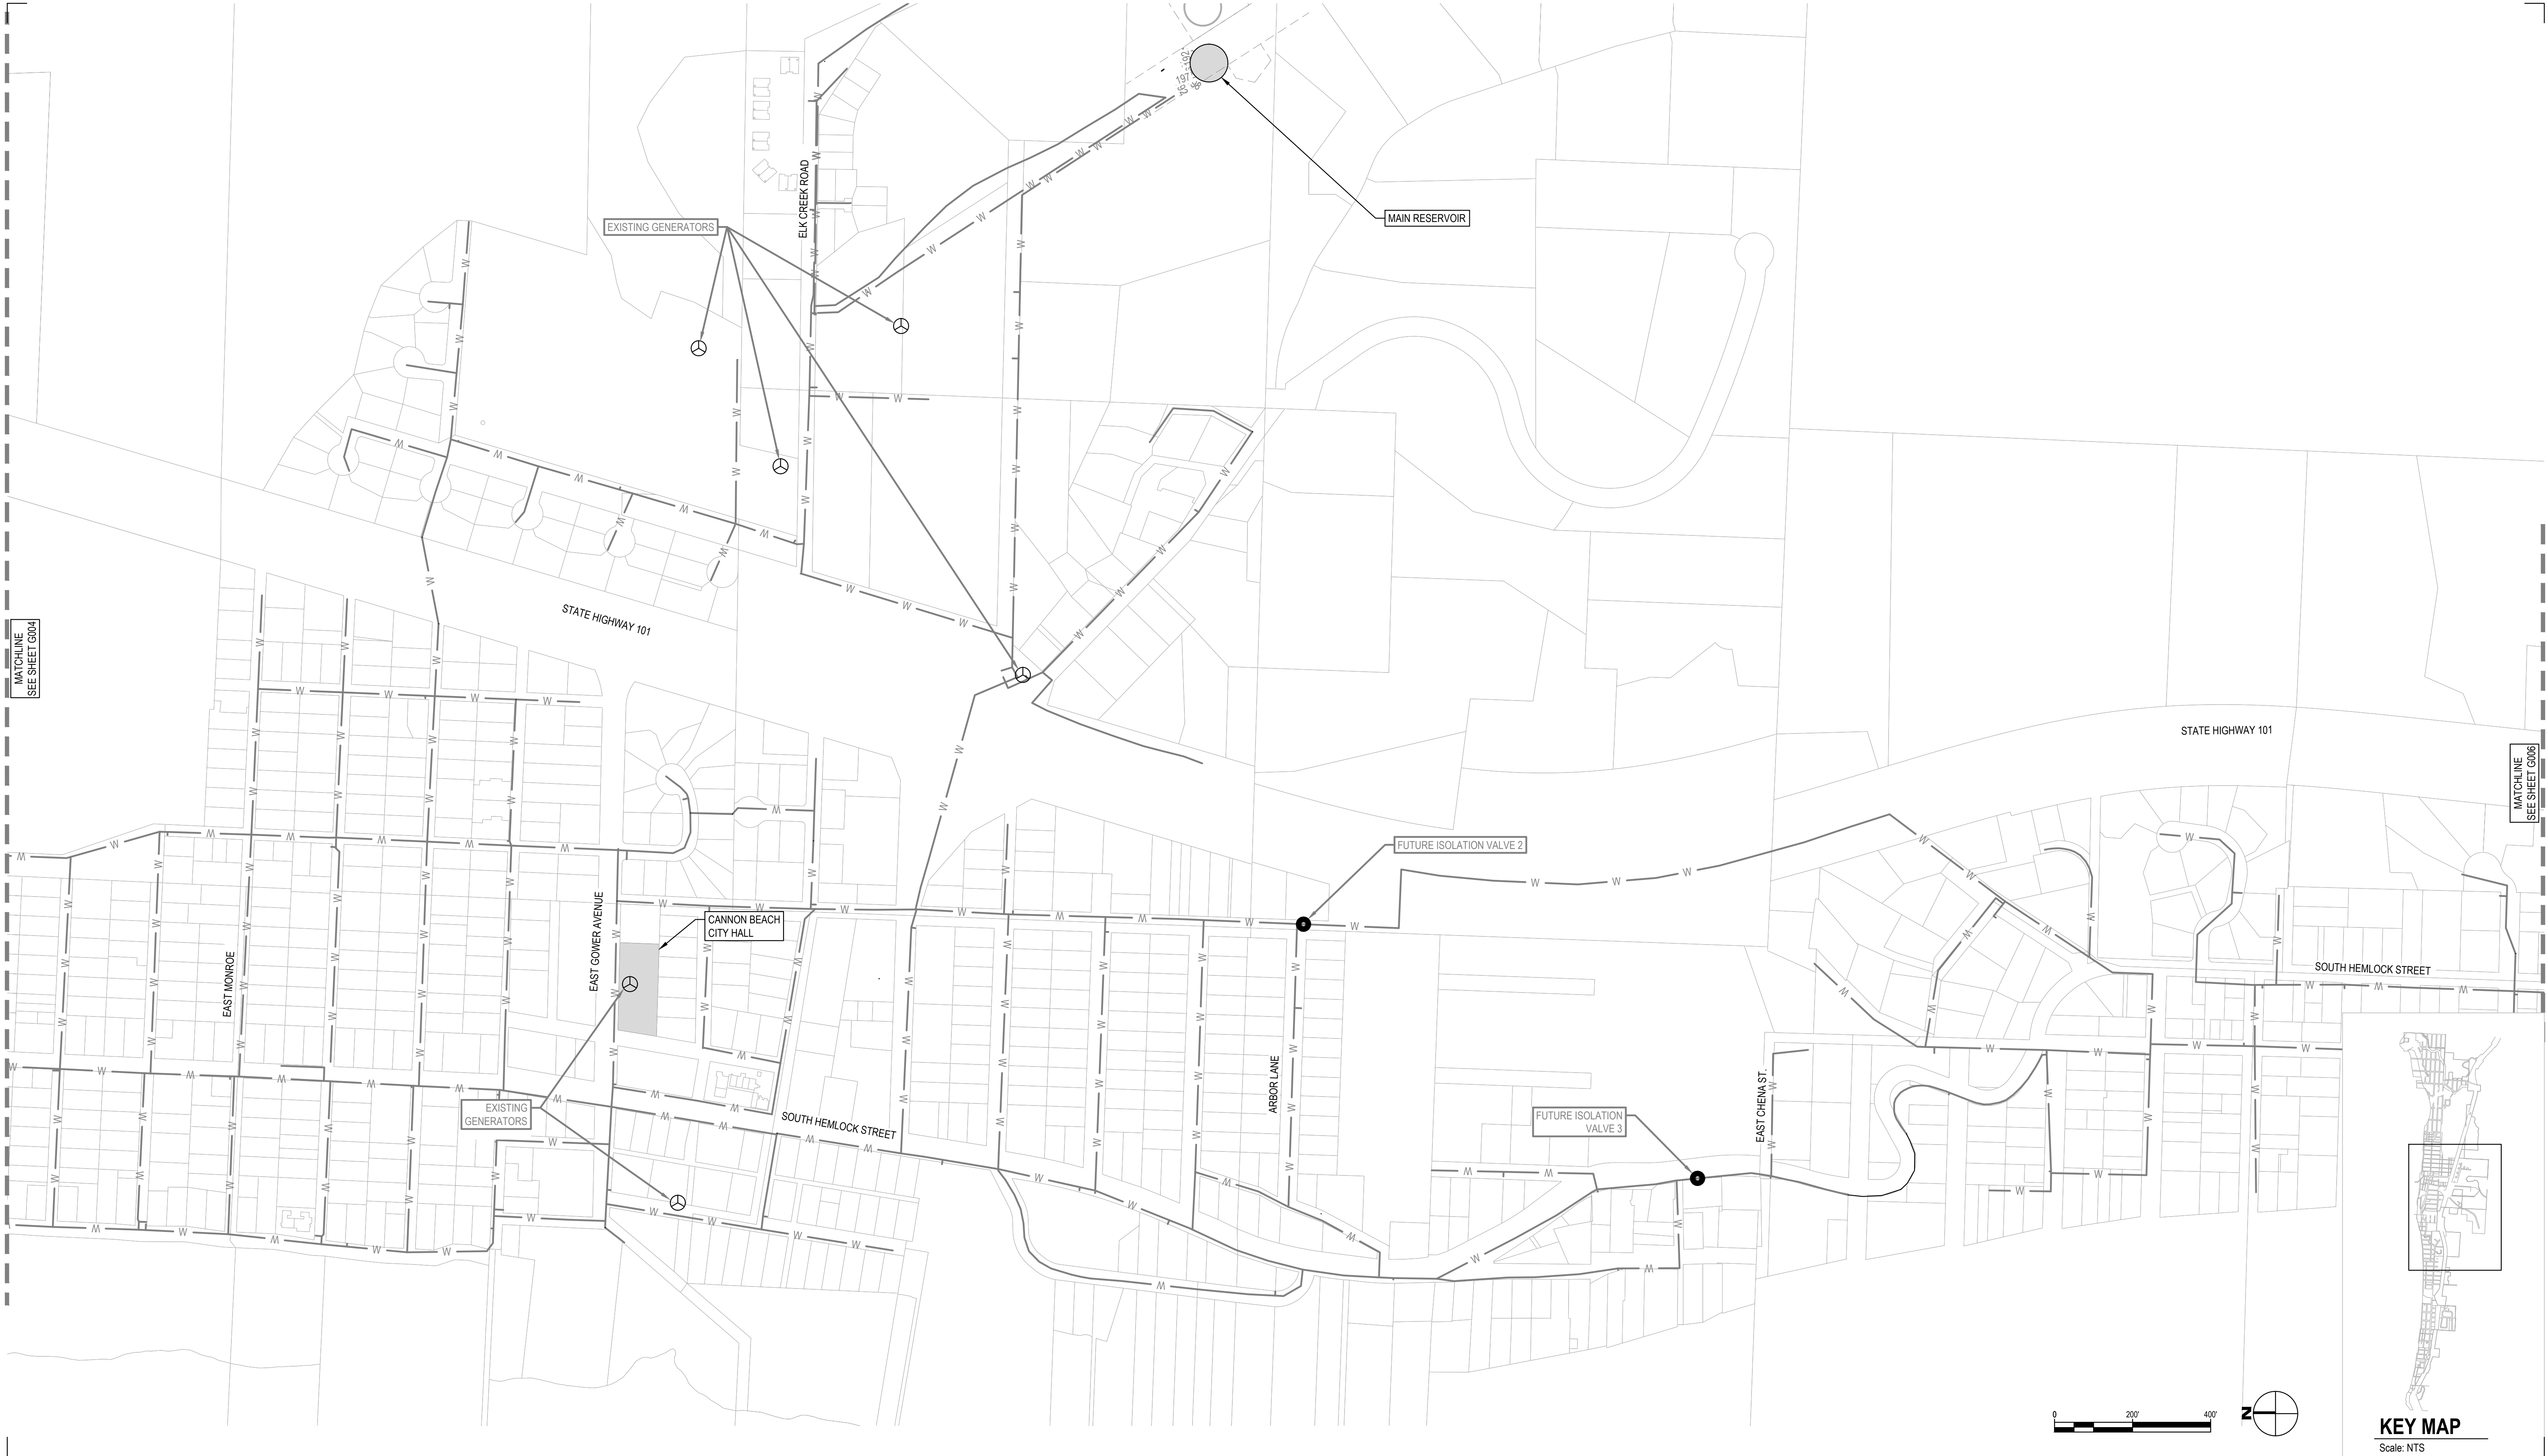 MAIN RESERVOIR
ELK CREEK ROAD
EXISTING GENERATORS
STATE HIGHWAY 101
MATCHLINE
SEE SHEET G004
STATE HIGHWAY 101
MATCHLINE
SEE SHEET G006
FUTURE ISOLATION VALVE 2
CANNON BEACH
CITY HALL
EAST GOWER AVENUE
EAST MONROE
SOUTH HEMLOCK STREET
ARBOR LANE
EAST CHENA ST.
EXISTING
GENERATORS
SOUTH HEMLOCK STREET
FUTURE ISOLATION
VALVE 3
0 200' 400'
N
KEY MAP
Scale: NTS